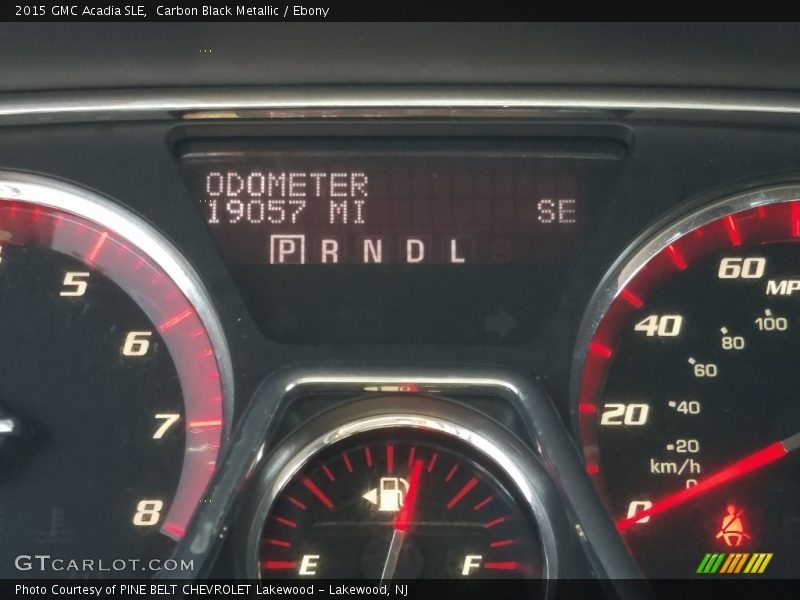 2015 GMC Acadia SLE, Carbon Black Metallic / Ebony
ODOMETER
19057 MI SE
P R N D L
5
6
7
8
60
MP
40
100
80
60
20
40
20
km/h
0
0
E F
GTCARLOT.COM
Photo Courtesy of PINE BELT CHEVROLET Lakewood - Lakewood, NJ